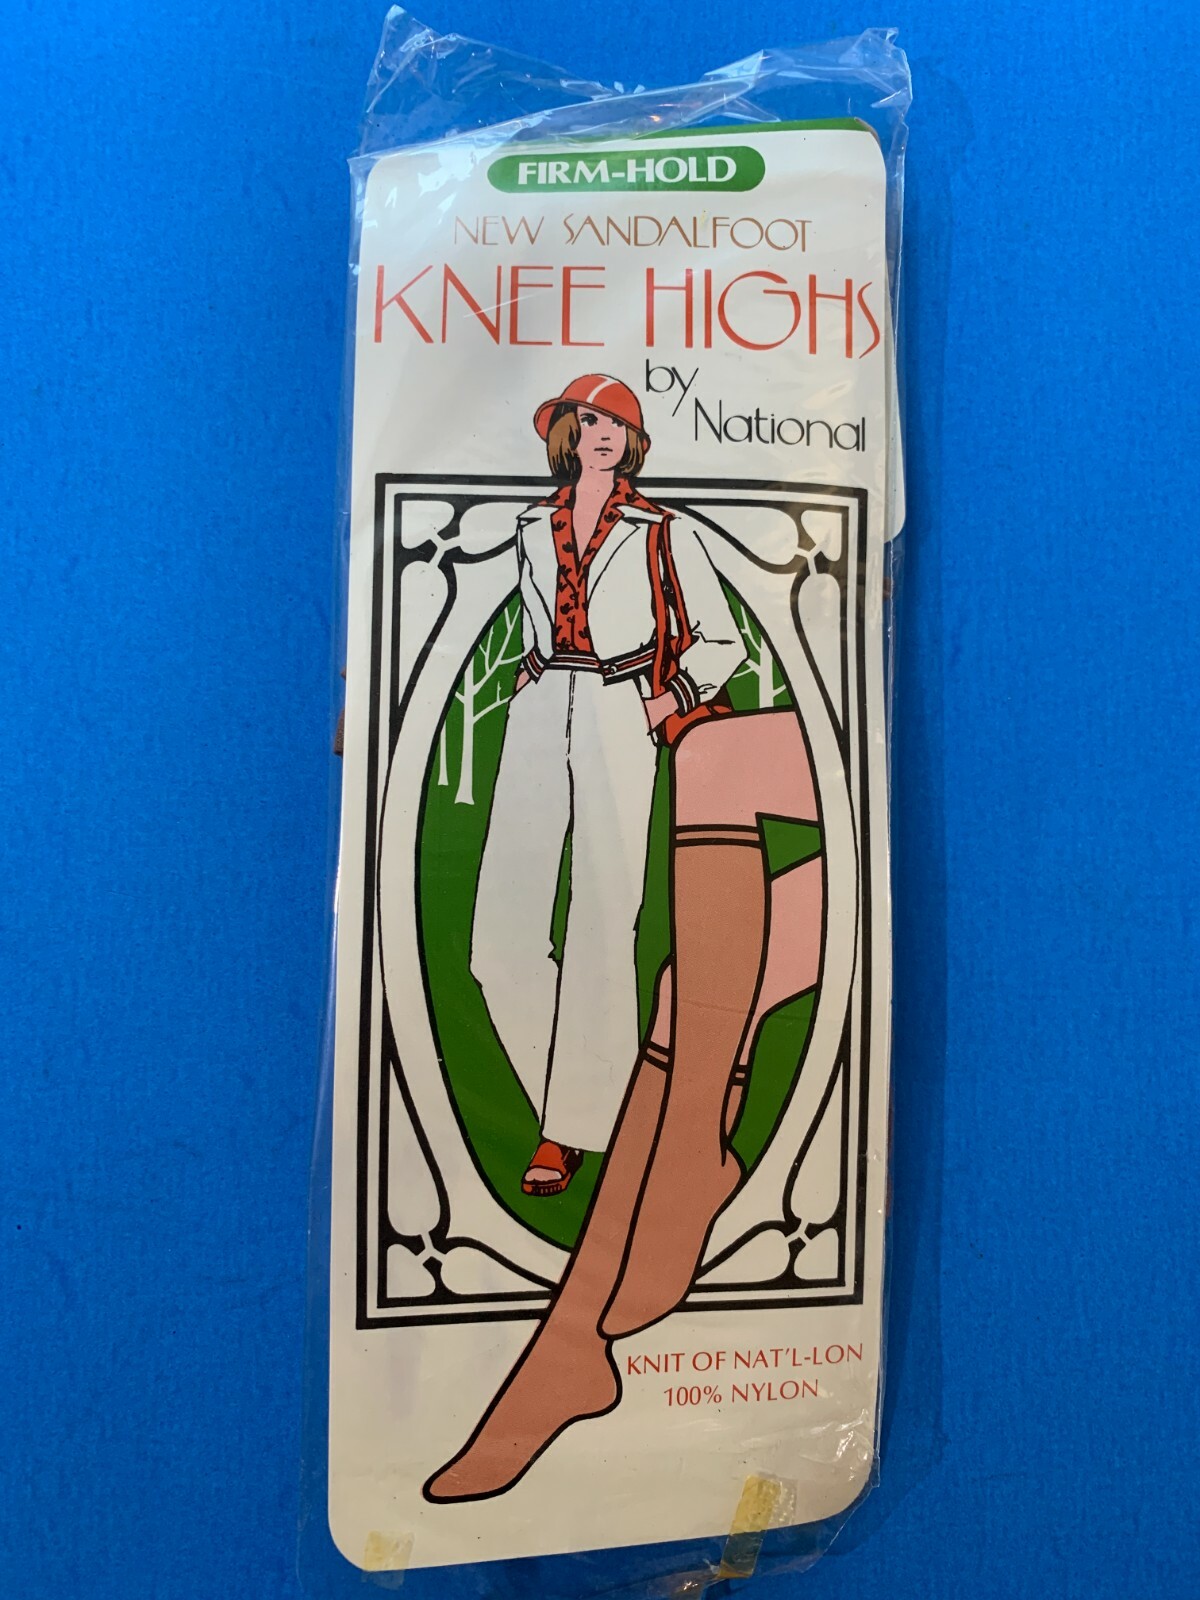 FIRM-HOLD
NEW SANDALFOOT
KNEE HIGHS
by
National
KNIT OF NAT'L-LON
100% NYLON